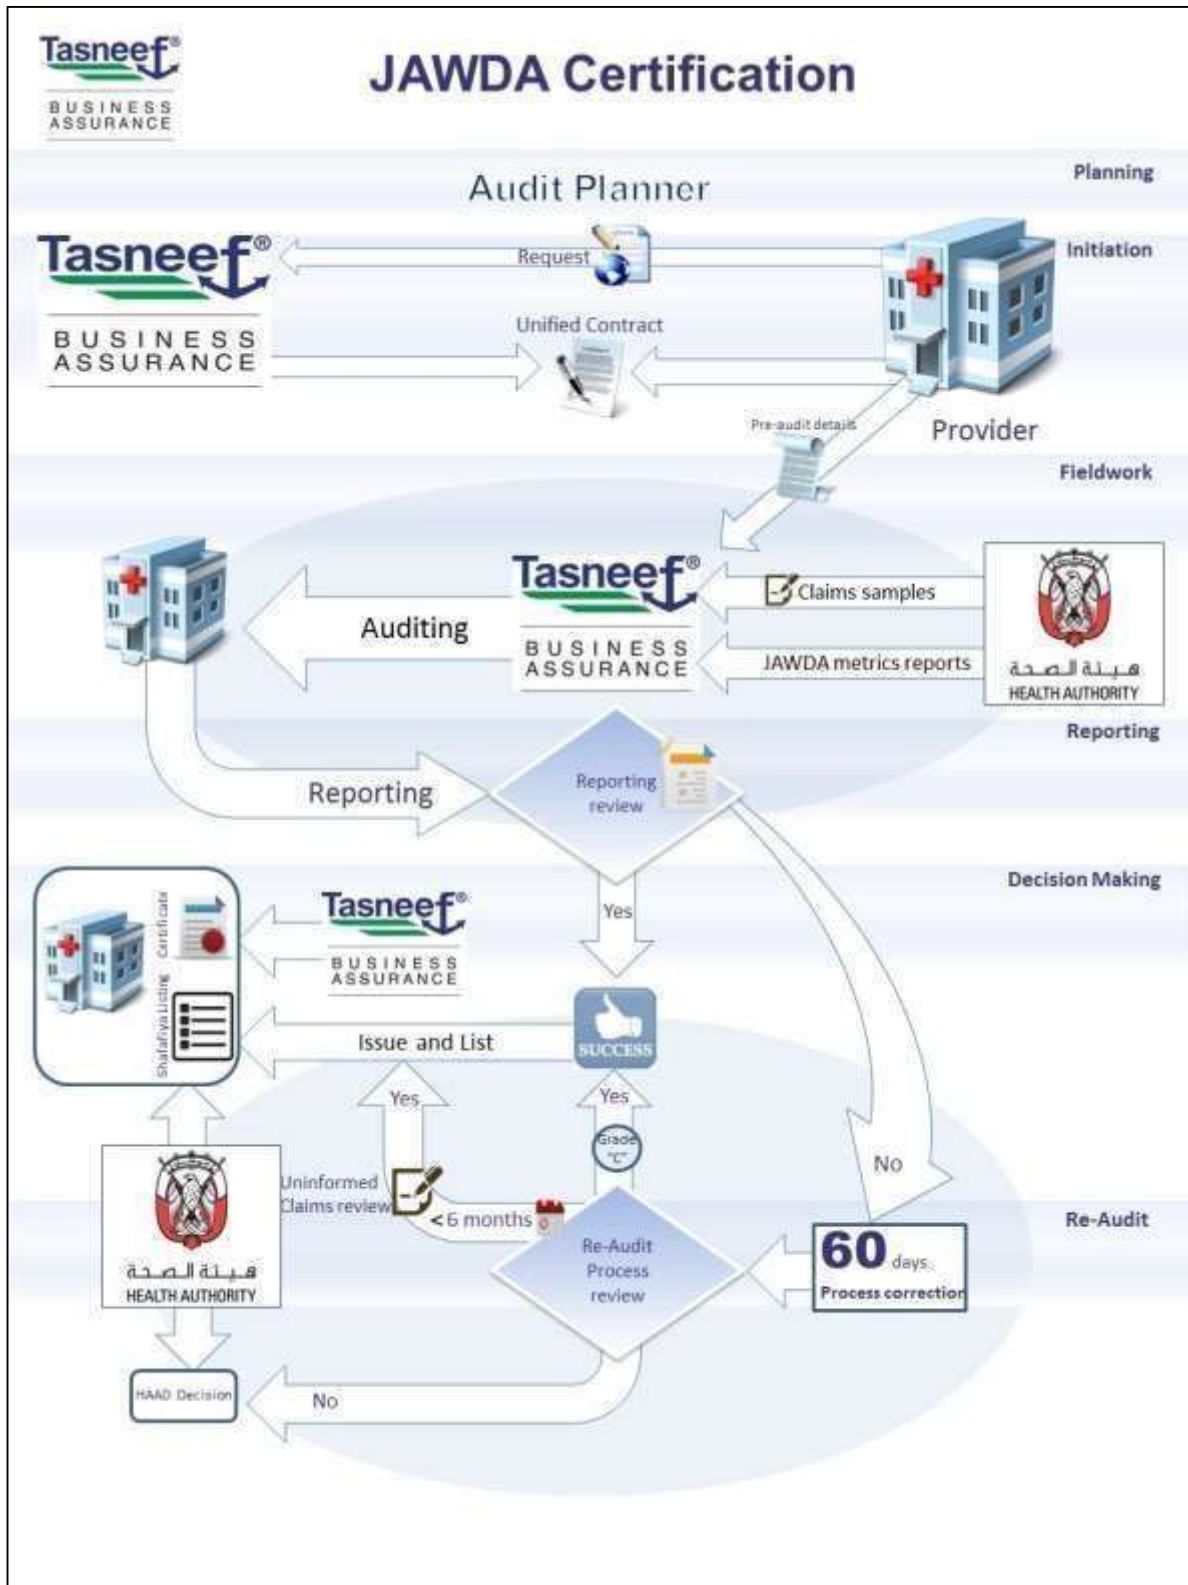 Tasneef®
BUSINESS
ASSURANCE
JAWDA Certification
Planning
Audit Planner
Tasneef®
BUSINESS
ASSURANCE
Request
Initiation
Unified Contract
Pre-audit details
Provider
Fieldwork
Auditing
Tasneef®
BUSINESS
ASSURANCE
Claims samples
JAWDA metrics reports
هيئة الصحة
HEALTH AUTHORITY
Reporting
Reporting
Reporting
review
Decision Making
Certificate
Shafafiya Listing
Tasneef®
BUSINESS
ASSURANCE
Yes
Issue and List
SUCCESS
Yes
Yes
Grade
"C"
No
Uninformed
Claims review
< 6 months
0
هيئة الصحة
HEALTH AUTHORITY
Re-Audit
Re-Audit
Process
review
60 days.
Process correction
HAAD Decision
No